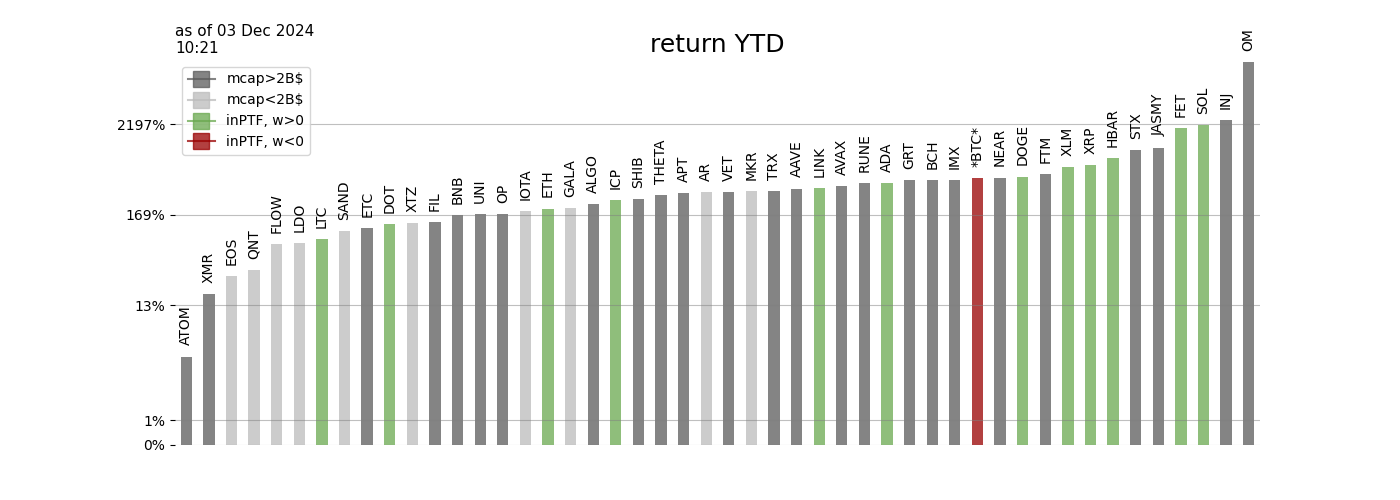 as of 03 Dec 2024
10:21
return YTD
mcap>2B$
mcap<2B$
inPTF, w>0
inPTF, w<0
2197%
169%
13%
1%
0%
ATOM
XMR
EOS
QNT
FLOW
LDO
LTC
SAND
ETC
DOT
XTZ
FIL
BNB
UNI
OP
IOTA
ETH
GALA
ALGO
ICP
SHIB
THETA
APT
AR
VET
MKR
TRX
AAVE
LINK
AVAX
RUNE
ADA
GRT
BCH
IMX
*BTC*
NEAR
DOGE
FTM
XLM
XRP
HBAR
STX
JASMY
FET
SOL
INJ
OM